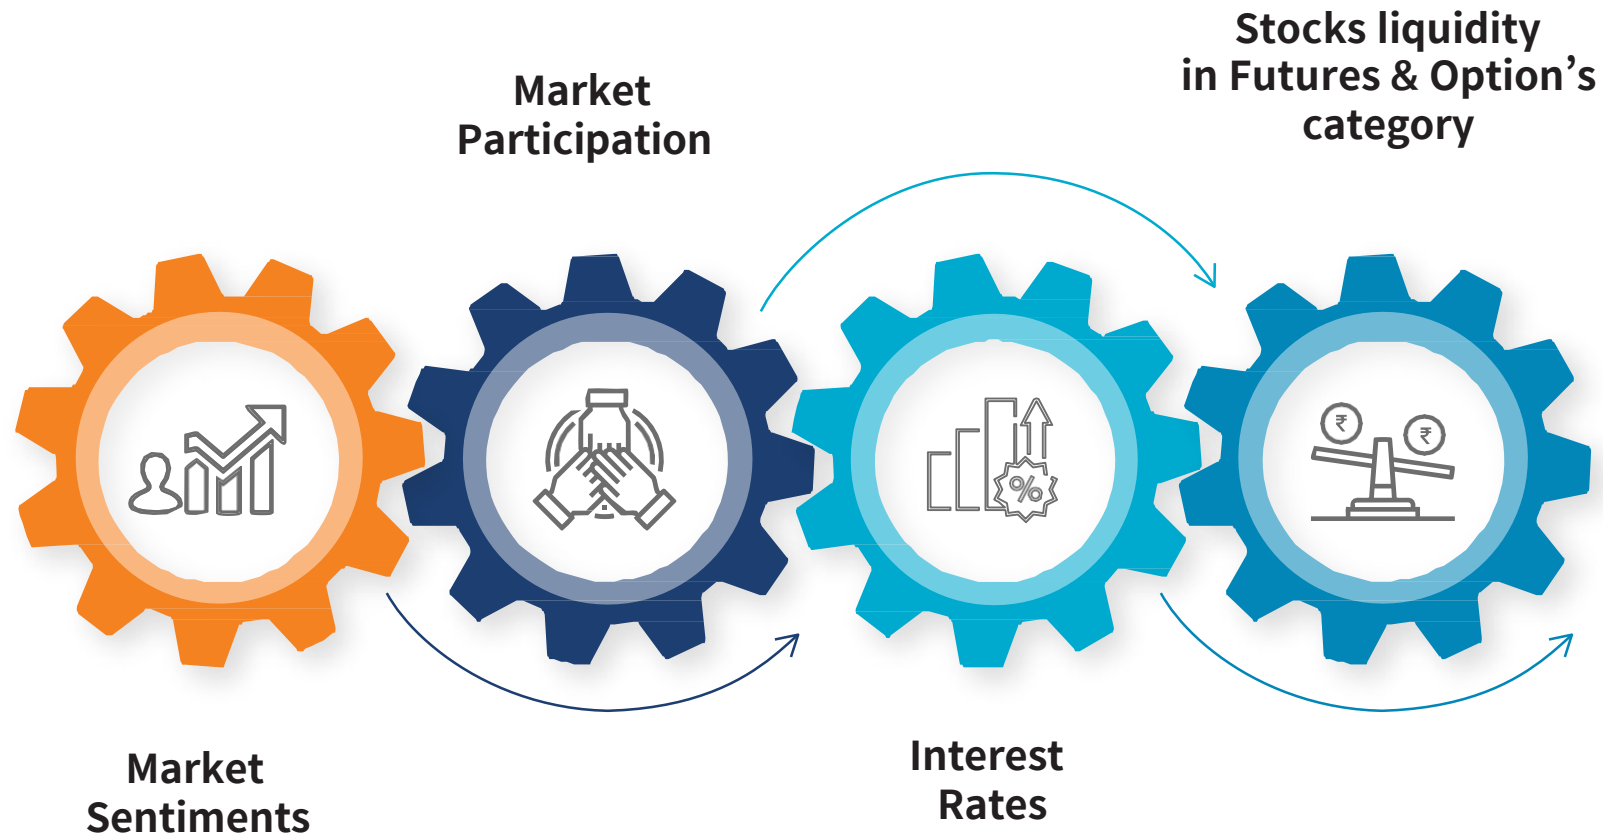 Market
Sentiments
Market
Participation
Interest
Rates
%
Stocks liquidity
in Futures & Option’s
category
₹
₹